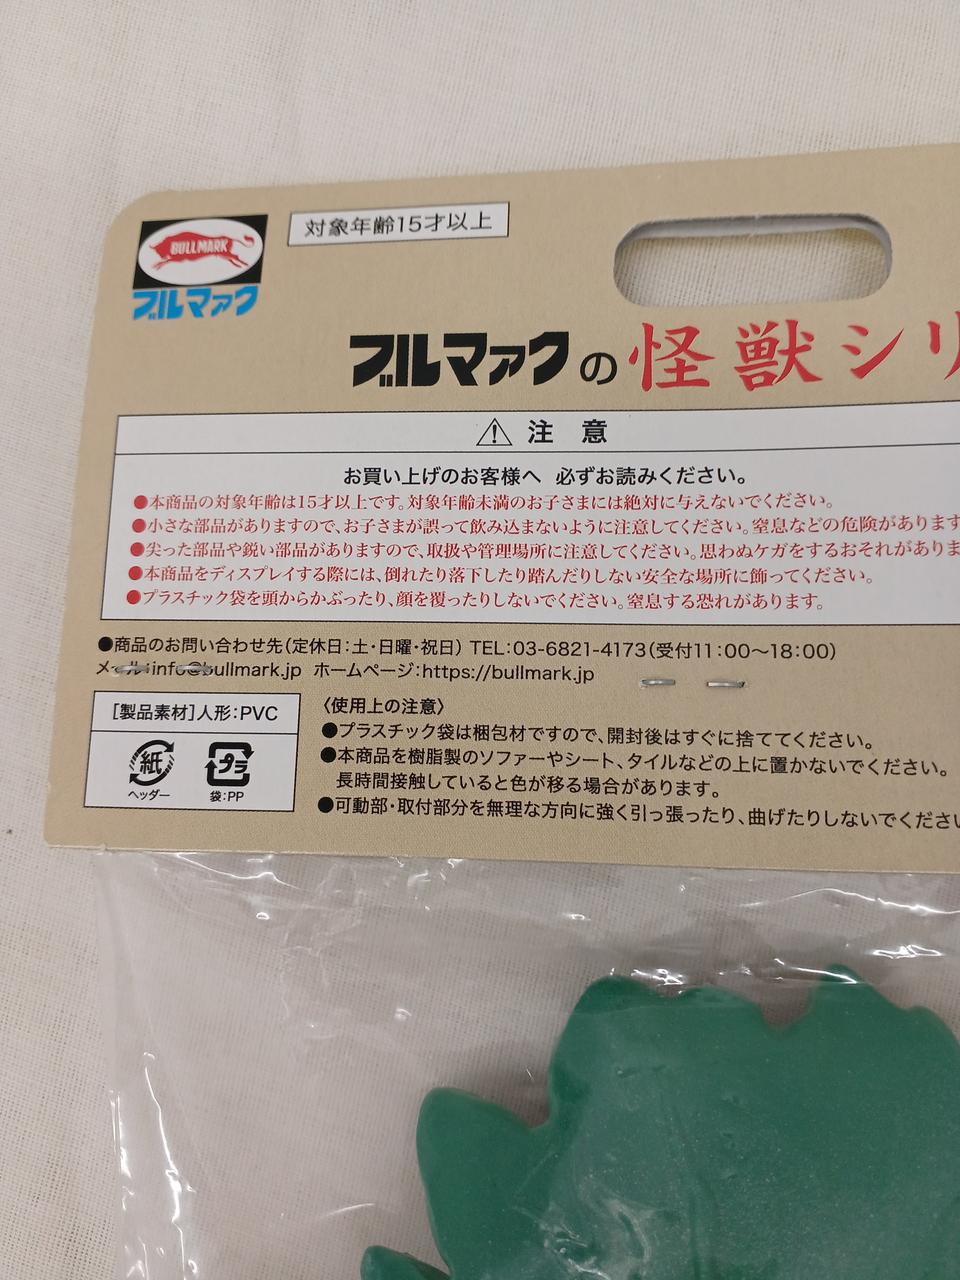 BULLMARK
ブルマァク
対象年齢15才以上
ブルマァクの怪獣シリ
注 意
お買い上げのお客様へ 必ずお読みください。
●本商品の対象年齢は15才以上です。対象年齢未満のお子さまには絶対に与えないでください。
●小さな部品がありますので、お子さまが誤って飲み込まないように注意してください。窒息などの危険があります
●尖った部品や鋭い部品がありますので、取扱や管理場所に注意してください。思わぬケガをするおそれがありま
●本商品をディスプレイする際には、倒れたり落下したり踏んだりしない安全な場所に飾ってください。
●プラスチック袋を頭からかぶったり、顔を覆ったりしないでください。窒息する恐れがあります。
●商品のお問い合わせ先(定休日:土・日曜・祝日) TEL:03-6821-4173(受付11:00〜18:00)
メール:info@bullmark.jp ホームページ:https://bullmark.jp
[製品素材]人形:PVC
紙
ヘッダー
プラ
袋:PP
〈使用上の注意〉
●プラスチック袋は梱包材ですので、開封後はすぐに捨ててください。
●本商品を樹脂製のソファーやシート、タイルなどの上に置かないでください。
長時間接触していると色が移る場合があります。
●可動部・取付部分を無理な方向に強く引っ張ったり、曲げたりしないでくださ